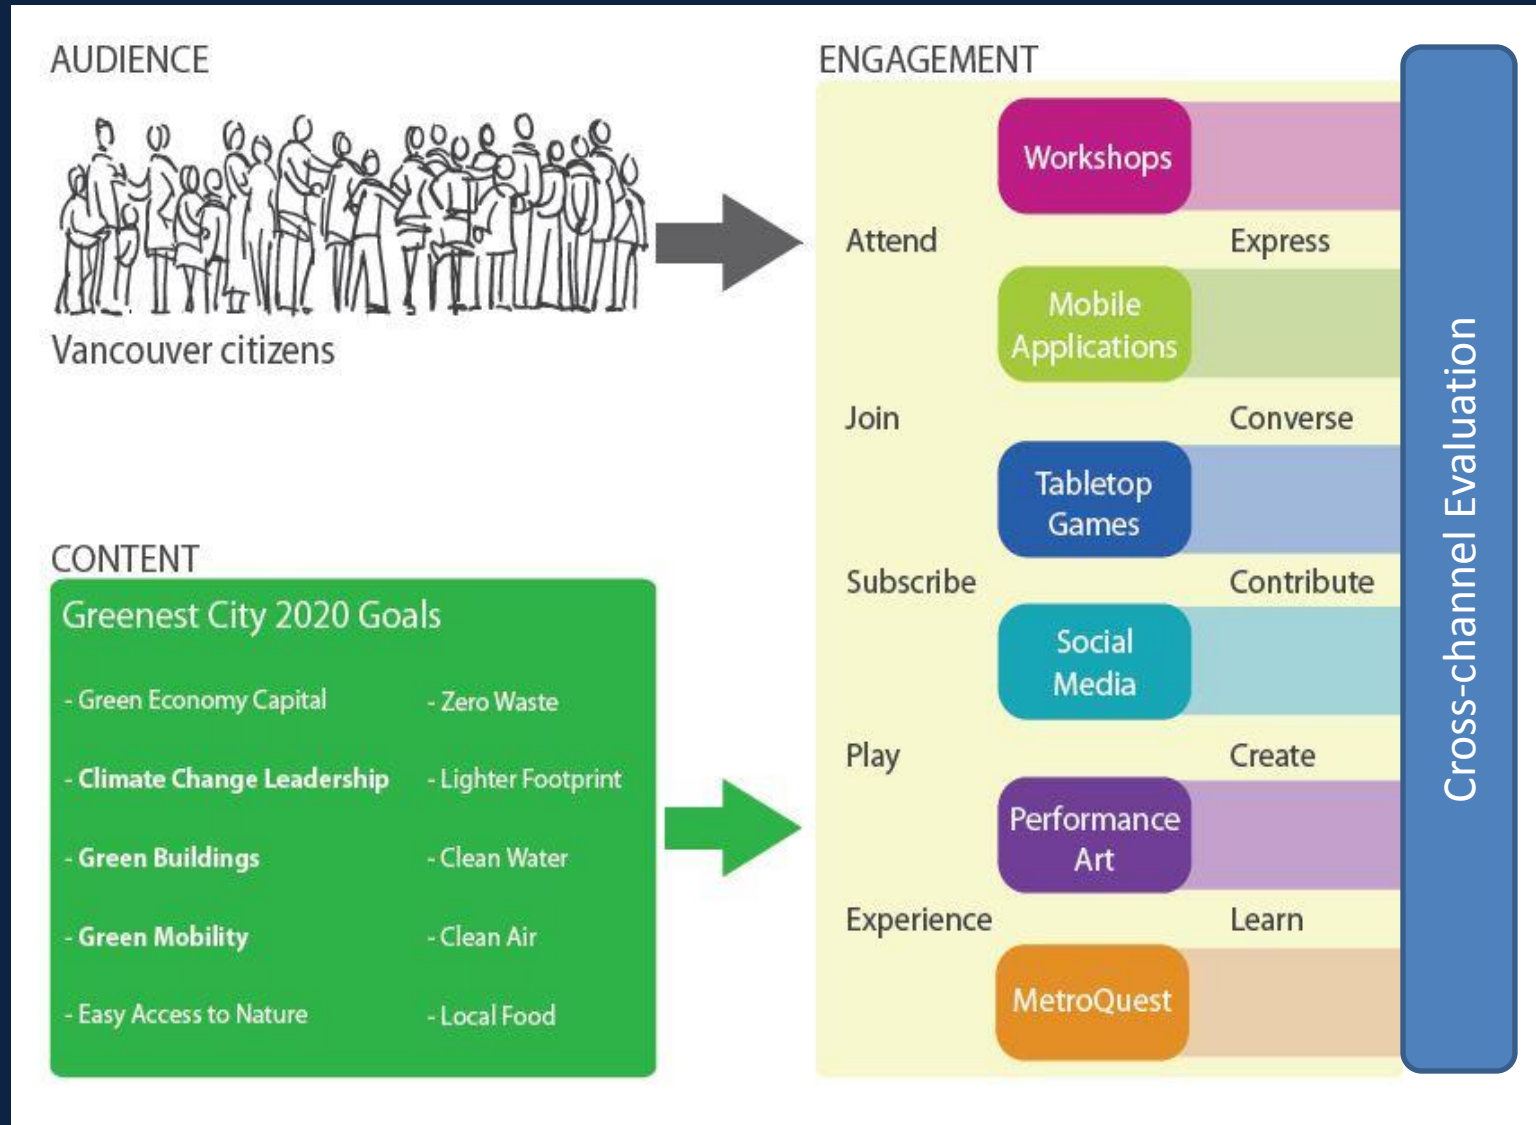 AUDIENCE
Vancouver citizens
CONTENT
Greenest City 2020 Goals
- Green Economy Capital
- Climate Change Leadership
- Green Buildings
- Green Mobility
- Easy Access to Nature
- Zero Waste
- Lighter Footprint
- Clean Water
- Clean Air
- Local Food
ENGAGEMENT
Workshops
Attend
Express
Mobile
Applications
Join
Converse
Tabletop
Games
Subscribe
Contribute
Social
Media
Play
Create
Performance
Art
Experience
Learn
MetroQuest
Cross-channel Evaluation